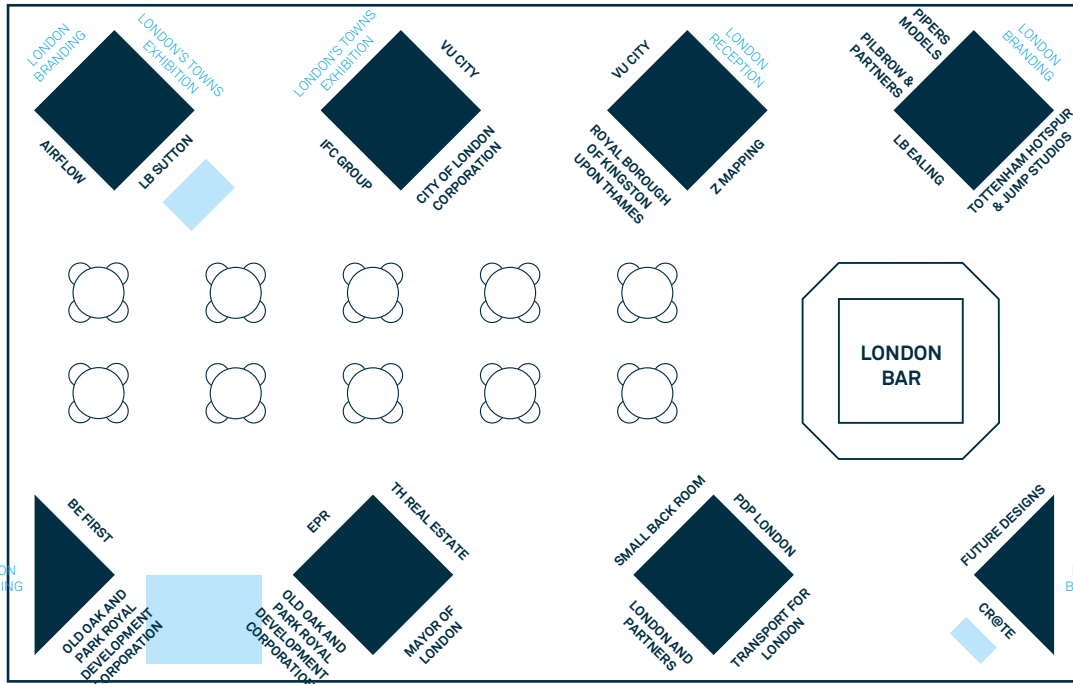 LONDON
BRANDING
LONDON'S TOWNS
EXHIBITION
AIRFLOW
LB SUTTON
LONDON'S TOWNS
EXHIBITION
VU CITY
IFC GROUP
CITY OF LONDON
CORPORATION
VU CITY
LONDON
RECEPTION
ROYAL BOROUGH
OF KINGSTON
UPON THAMES
Z MAPPING
PIPERS
MODELS
PILBROW &
PARTNERS
LONDON
BRANDING
LB EALING
TOTTENHAM HOTSPUR
& JUMP STUDIOS
LONDON
BAR
BE FIRST
ON
ING
OLD OAK AND
PARK ROYAL
DEVELOPMENT
CORPORATION
EPR
TH REAL ESTATE
OLD OAK AND
PARK ROYAL
DEVELOPMENT
CORPORATION
MAYOR OF
LONDON
SMALL BACK ROOM
PDP LONDON
LONDON AND
PARTNERS
TRANSPORT FOR
LONDON
FUTURE DESIGNS
CR@TE
B